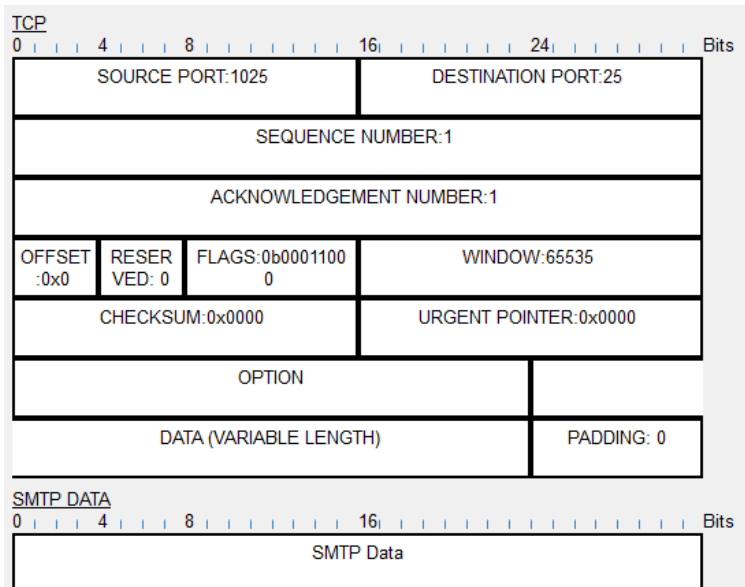 TCP
0 4 8 16 24 Bits
SOURCE PORT:1025 DESTINATION PORT:25
SEQUENCE NUMBER:1
ACKNOWLEDGEMENT NUMBER:1
OFFSET RESER FLAGS:0b0001100 WINDOW:65535
:0x0 VED: 0 0
CHECKSUM:0x0000 URGENT POINTER:0x0000
OPTION
DATA (VARIABLE LENGTH) PADDING: 0
SMTP DATA
0 4 8 16 24 Bits
SMTP Data